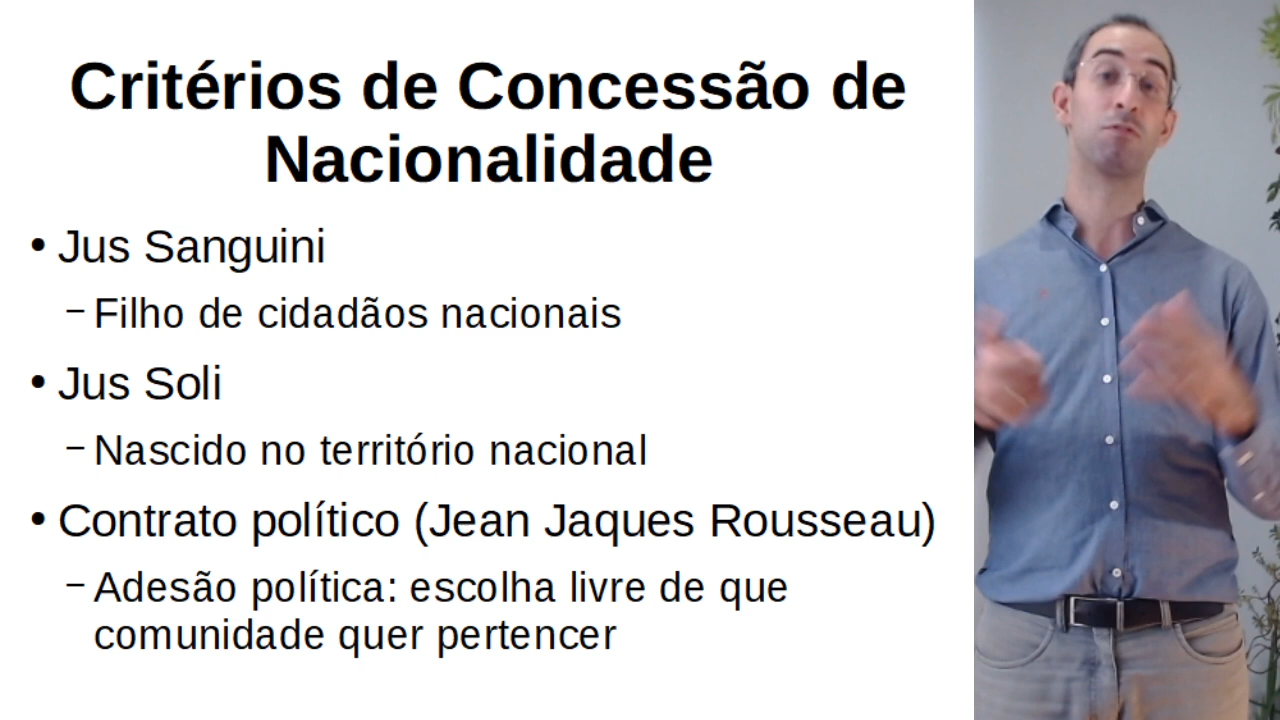 Critérios de Concessão de
Nacionalidade
• Jus Sanguini
– Filho de cidadãos nacionais
• Jus Soli
– Nascido no território nacional
• Contrato político (Jean Jaques Rousseau)
– Adesão política: escolha livre de que
comunidade quer pertencer